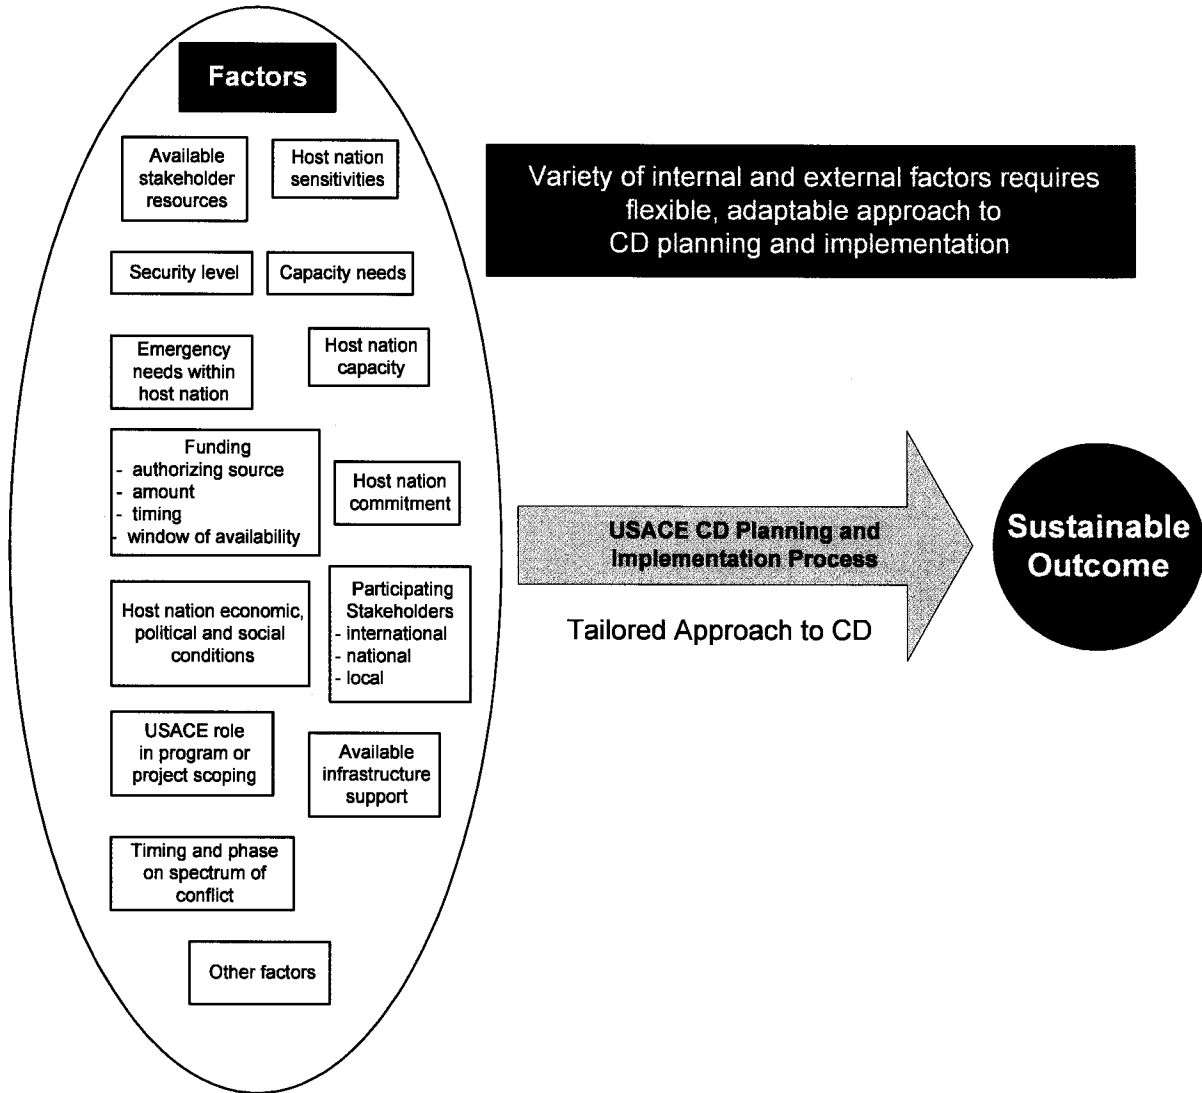 Factors
Available
stakeholder
resources
Host nation
sensitivities
Variety of internal and external factors requires
flexible, adaptable approach to
CD planning and implementation
Security level
Capacity needs
Emergency
needs within
host nation
Host nation
capacity
Funding
- authorizing source
- amount
- timing
- window of availability
Host nation
commitment
USACE CD Planning and
Implementation Process
Sustainable
Outcome
Tailored Approach to CD
Host nation economic,
political and social
conditions
Participating
Stakeholders
- international
- national
- local
USACE role
in program or
project scoping
Available
infrastructure
support
Timing and phase
on spectrum of
conflict
Other factors